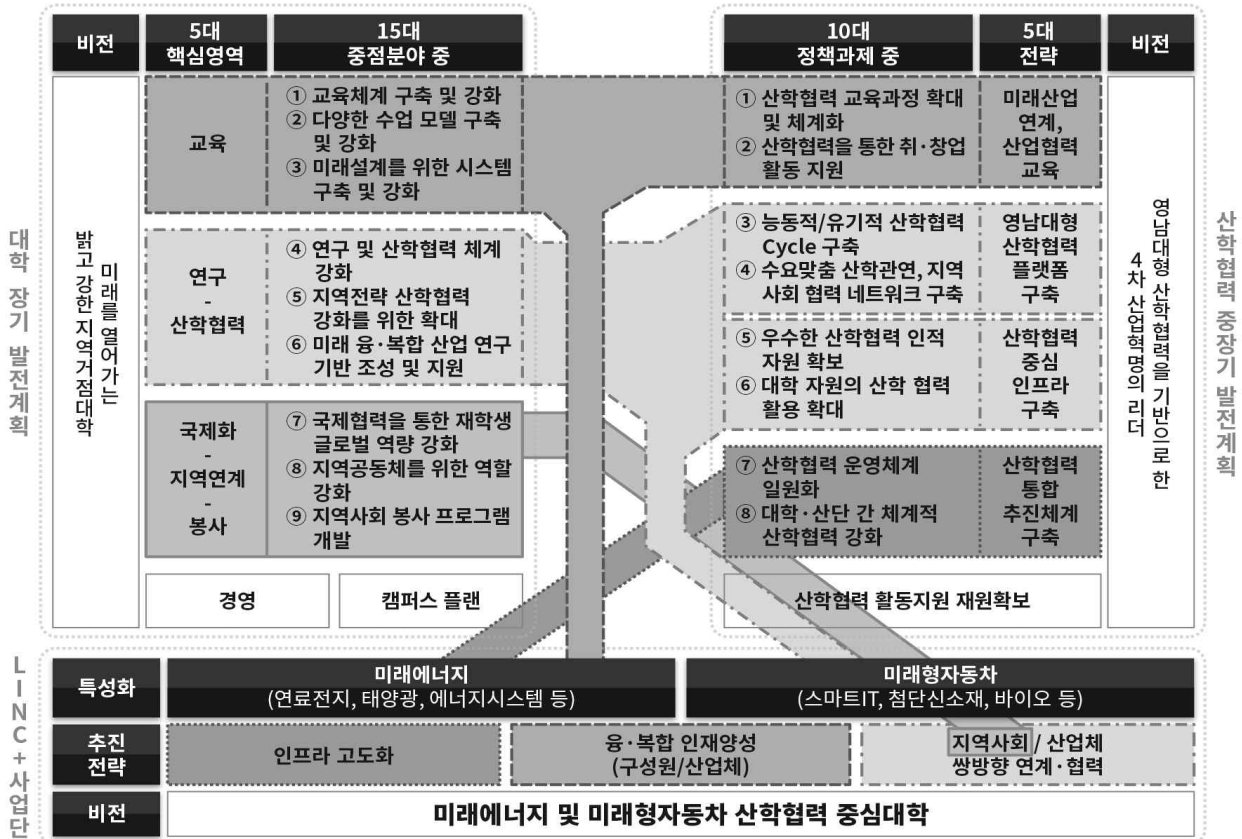 대학 장기 발전계획
비전
5대
핵심영역
15대
중점분야 중
미래를 열어가는
밝고 강한 지역거점대학
교육
① 교육체계 구축 및 강화
② 다양한 수업 모델 구축
및 강화
③ 미래설계를 위한 시스템
구축 및 강화
연구
-
산학협력
④ 연구 및 산학협력 체계
강화
⑤ 지역전략 산학협력
강화를 위한 확대
⑥ 미래 융·복합 산업 연구
기반 조성 및 지원
국제화
-
지역연계
-
봉사
⑦ 국제협력을 통한 재학생
글로벌 역량 강화
⑧ 지역공동체를 위한 역할
강화
⑨ 지역사회 봉사 프로그램
개발
경영
캠퍼스 플랜
10대
정책과제 중
5대
전략
비전
① 산학협력 교육과정 확대
및 체계화
② 산학협력을 통한 취·창업
활동 지원
미래산업
연계,
산업협력
교육
③ 능동적/유기적 산학협력
Cycle 구축
④ 수요맞춤 산학관연, 지역
사회 협력 네트워크 구축
영남대형
산학협력
플랫폼
구축
⑤ 우수한 산학협력 인적
자원 확보
⑥ 대학 자원의 산학 협력
활용 확대
산학협력
중심
인프라
구축
⑦ 산학협력 운영체계
일원화
⑧ 대학·산단 간 체계적
산학협력 강화
산학협력
통합
추진체계
구축
산학협력 활동지원 재원확보
영남대형 산학협력을 기반으로 한
4차 산업혁명의 리더
산학협력 중장기 발전계획
LINC+사업단
특성화
미래에너지
(연료전지, 태양광, 에너지시스템 등)
미래형자동차
(스마트IT, 첨단신소재, 바이오 등)
추진
전략
인프라 고도화
융·복합 인재양성
(구성원/산업체)
지역사회 / 산업체
쌍방향 연계·협력
비전
미래에너지 및 미래형자동차 산학협력 중심대학